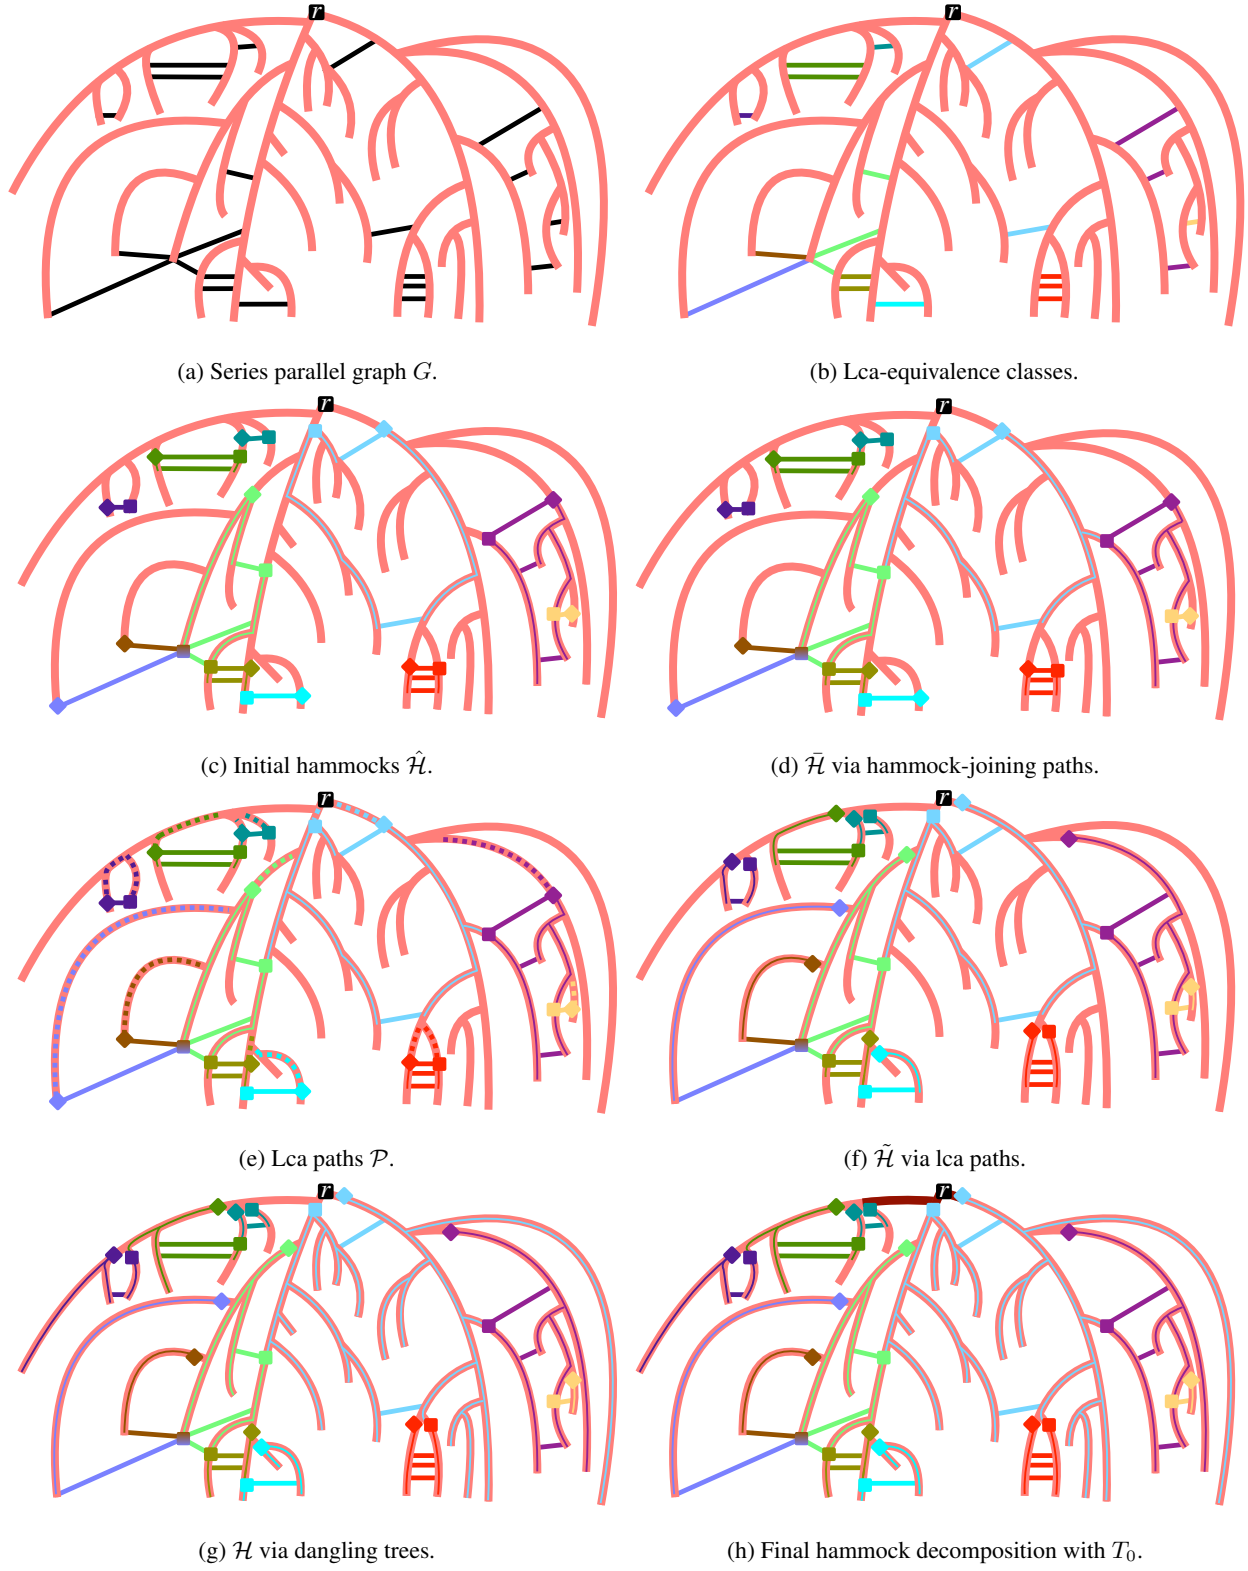 r
r
(a) Series parallel graph G.
(b) Lca-equivalence classes.
r
r
(c) Initial hammocks Ĥ.
(d) H̄ via hammock-joining paths.
r
r
(e) Lca paths P.
(f) H̃ via lca paths.
r
r
(g) H via dangling trees.
(h) Final hammock decomposition with T₀.